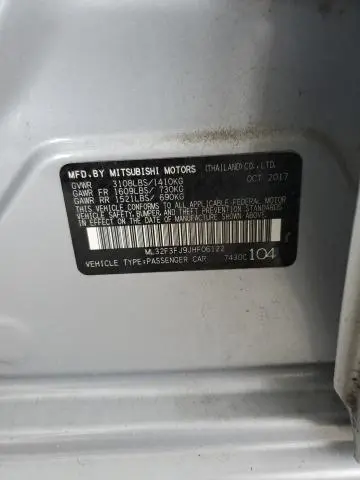 MFD.BY MITSUBISHI MOTORS (THAILAND) CO., LTD.
GVWR 3108LBS/1410KG OCT 2017
GAWR FR 1609LBS/ 730KG
GAWR RR 1521LBS/ 690KG
THIS VEHICLE CONFORMS TO ALL APPLICABLE FEDERAL MOTOR
VEHICLE SAFETY, BUMPER, AND THEFT PREVENTION STANDARDS
IN EFFECT ON THE DATE OF MANUFACTURE SHOWN ABOVE.
ML32F3FJ9JHF06122
VEHICLE TYPE:PASSENGER CAR 7430C 104